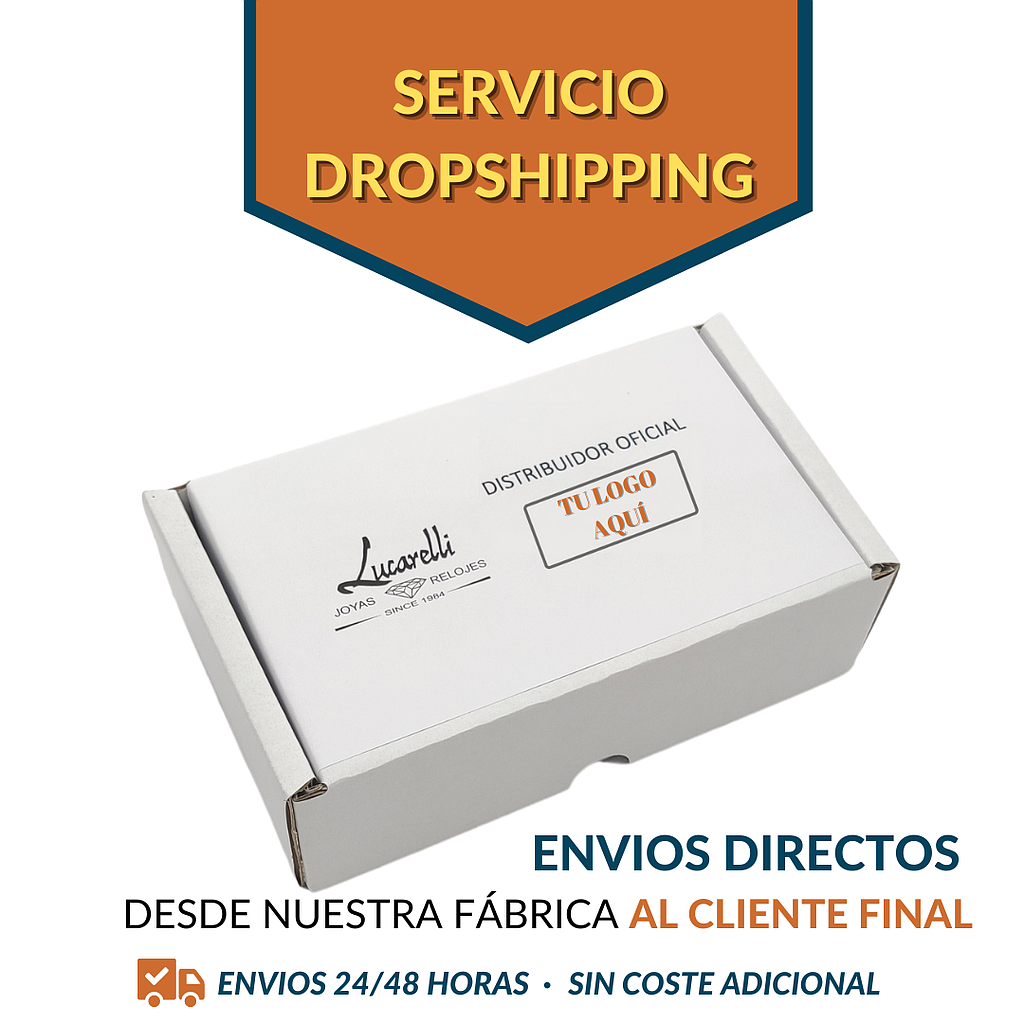 SERVICIO
DROPSHIPPING
DISTRIBUIDOR OFICIAL
TU LOGO
AQUÍ
Lucarelli
JOYAS RELOJES
SINCE 1984
ENVIOS DIRECTOS
DESDE NUESTRA FÁBRICA AL CLIENTE FINAL
ENVIOS 24/48 HORAS · SIN COSTE ADICIONAL